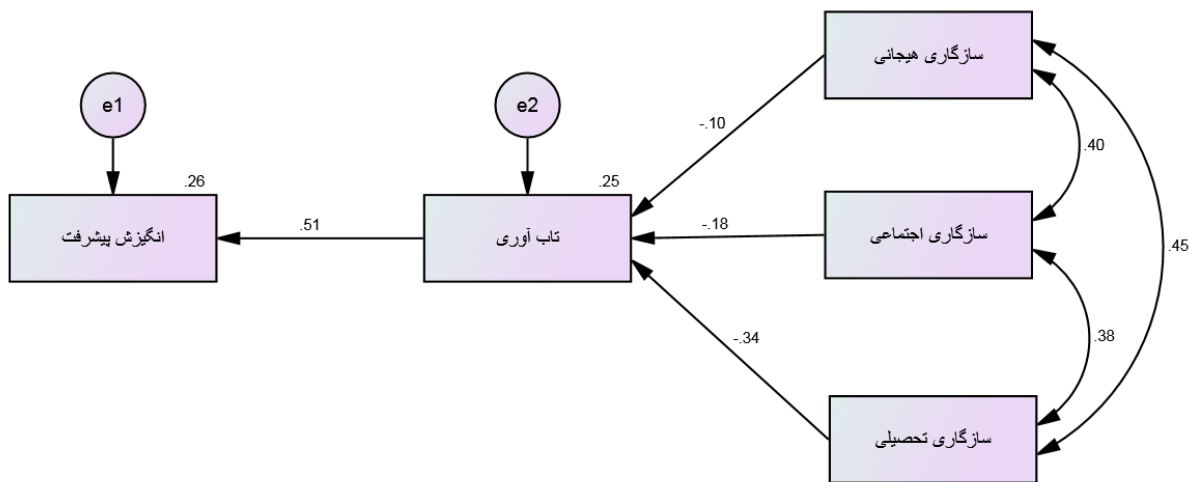 سازگاری هیجانی
e1
e2
-.10
.40
.26
.25
انگیزش پیشرفت
.51
تاب آوری
-.18
سازگاری اجتماعی
.45
-.34
.38
سازگاری تحصیلی